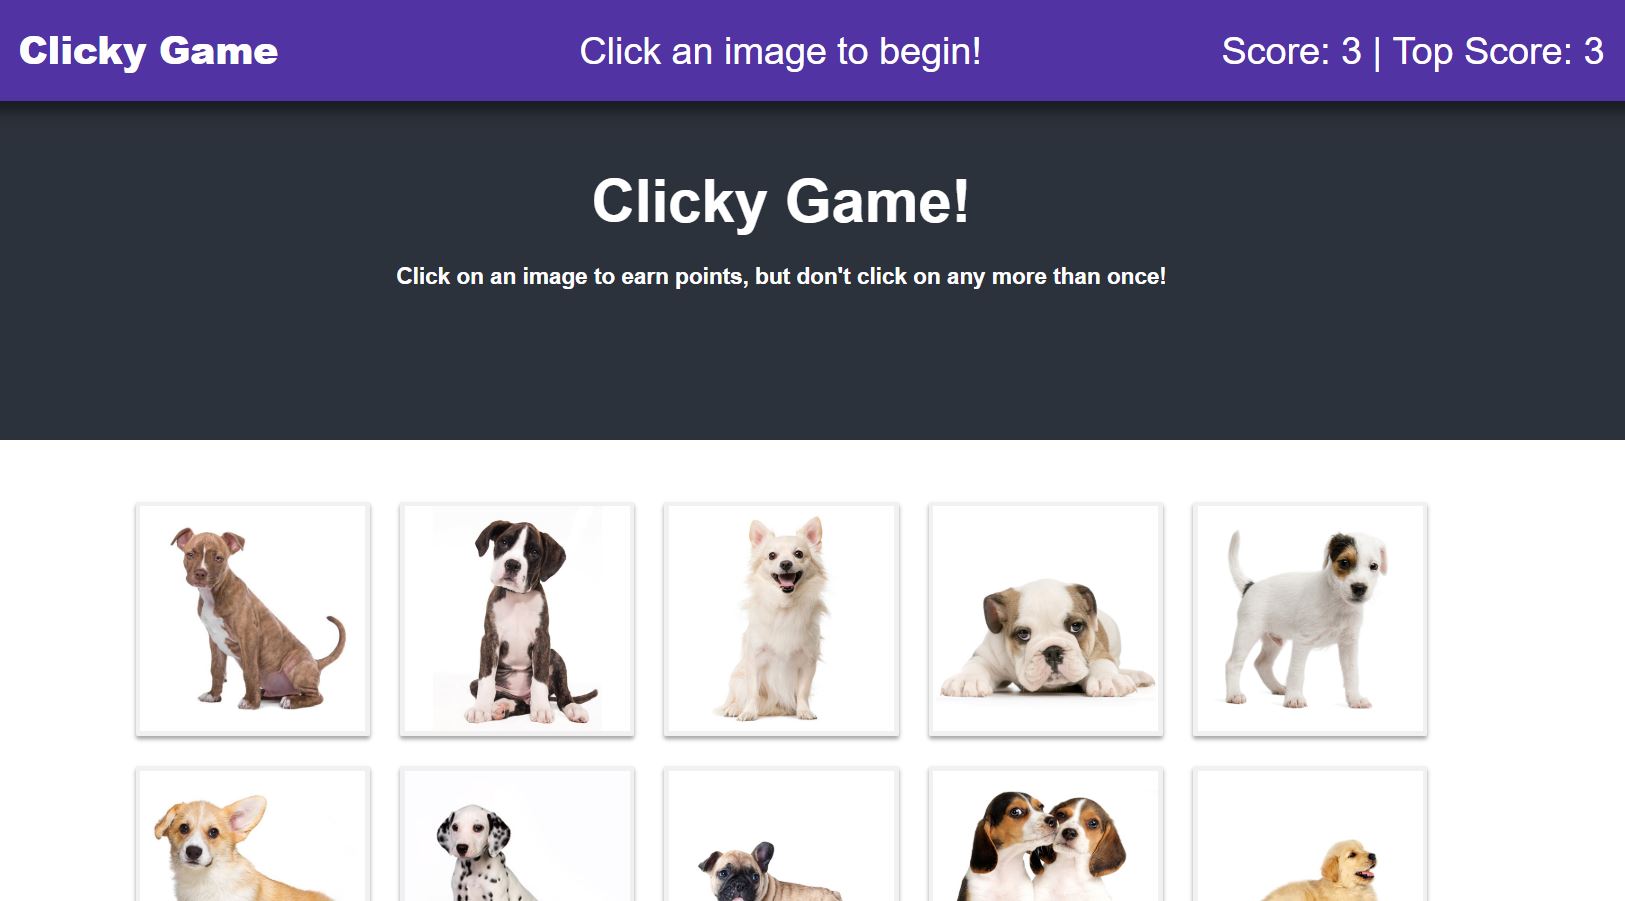 Clicky Game
Click an image to begin!
Score: 3 | Top Score: 3
Clicky Game!
Click on an image to earn points, but don't click on any more than once!